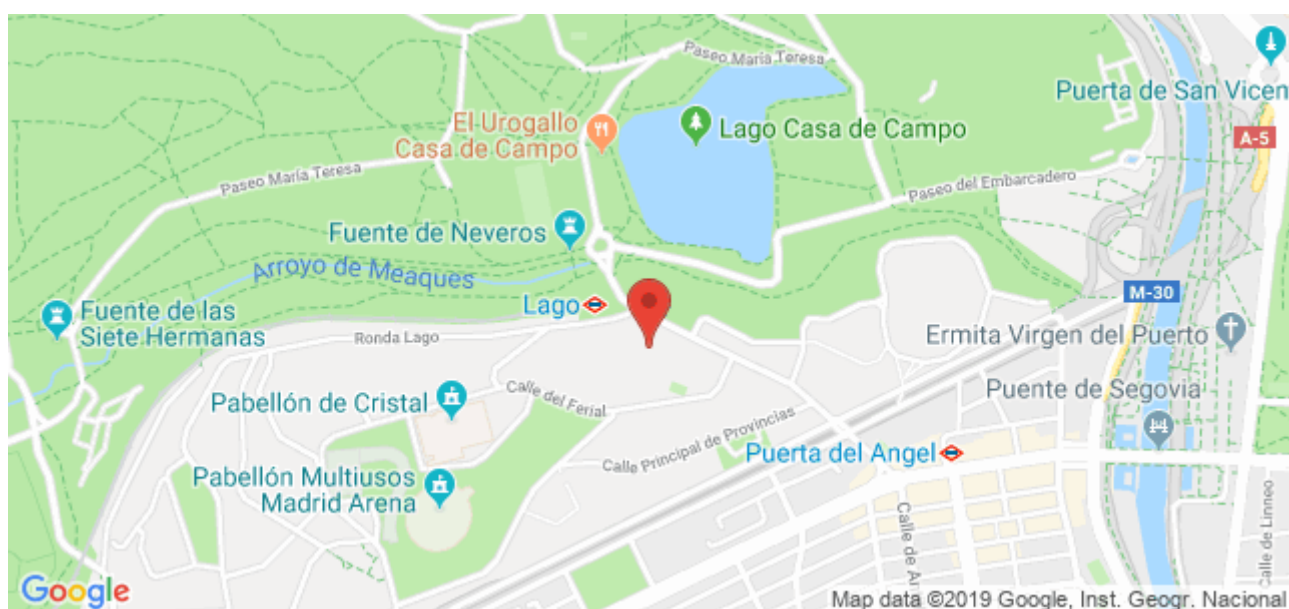 Paseo María Teresa
Puerta de San Vicen
El Urogallo
Casa de Campo
Lago Casa de Campo
A-5
Paseo María Teresa
Paseo del Embarcadero
Fuente de Neveros
Arroyo de Meaques
M-30
Lago
Fuente de las
Siete Hermanas
Ronda Lago
Ermita Virgen del Puerto
Pabellón de Cristal
Calle del Ferial
Puente de Segovia
Calle Principal de Provincias
Puerta del Angel
Pabellón Multiusos
Madrid Arena
Calle de Ar
Calle de Linneo
Google
Map data ©2019 Google, Inst. Geogr. Nacional